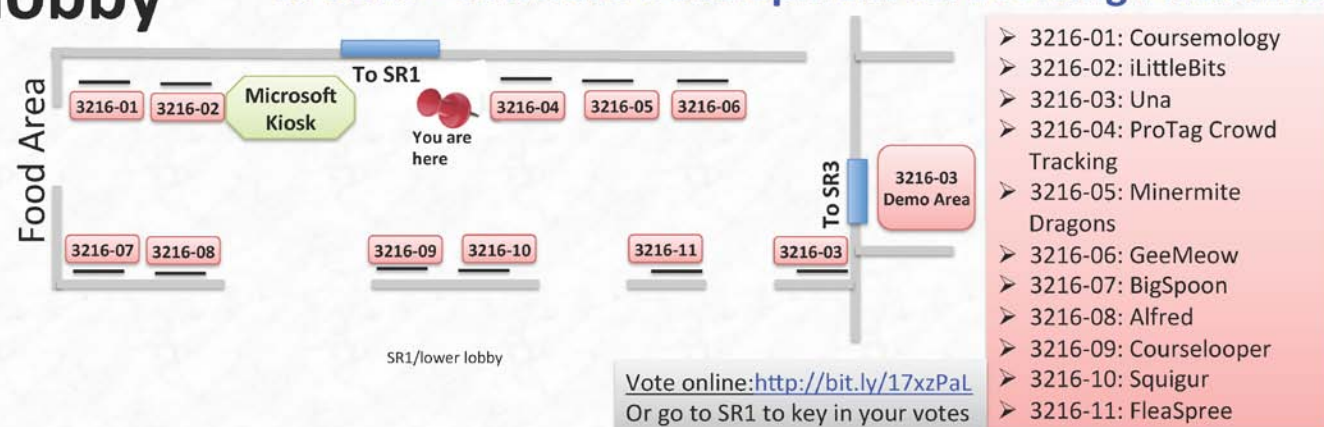 lobby
To SR1
Food Area
3216-01
3216-02
Microsoft
Kiosk
You are
here
3216-04
3216-05
3216-06
To SR3
3216-03
Demo Area
3216-07
3216-08
3216-09
3216-10
3216-11
3216-03
SR1/lower lobby
Vote online:http://bit.ly/17xzPaL
Or go to SR1 to key in your votes
➢ 3216-01: Coursemology
➢ 3216-02: iLittleBits
➢ 3216-03: Una
➢ 3216-04: ProTag Crowd
Tracking
➢ 3216-05: Minermite
Dragons
➢ 3216-06: GeeMeow
➢ 3216-07: BigSpoon
➢ 3216-08: Alfred
➢ 3216-09: Courselooper
➢ 3216-10: Squigur
➢ 3216-11: FleaSpree